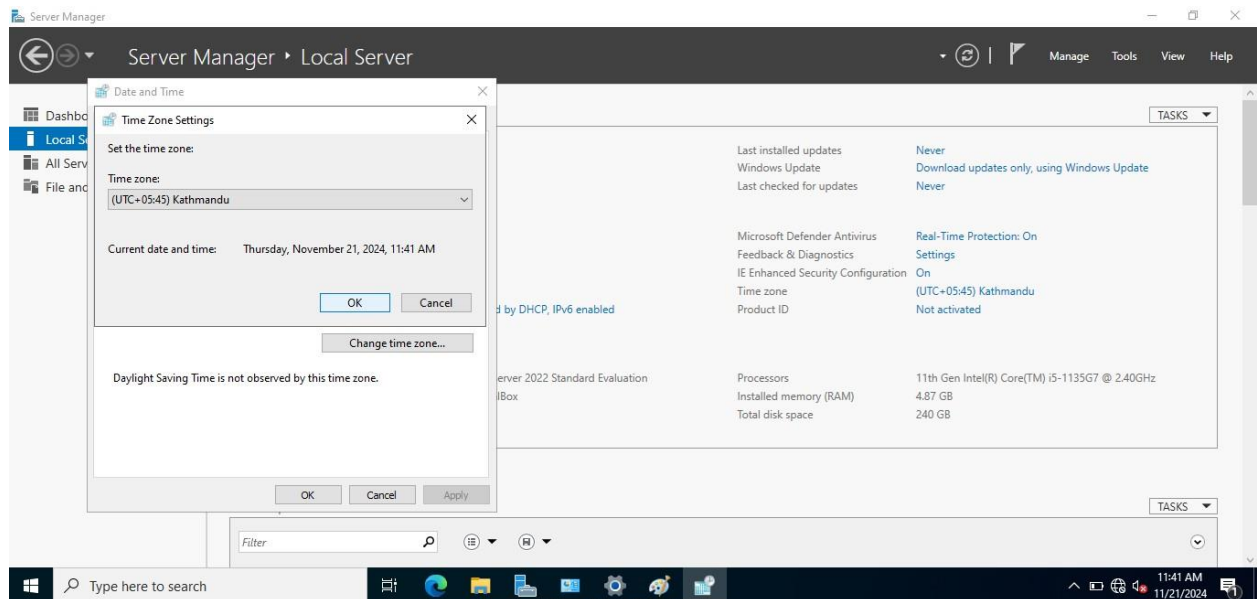 Server Manager
Server Manager ‣ Local Server
Manage Tools View Help
Date and Time
Time Zone Settings
Set the time zone:
Time zone:
(UTC+05:45) Kathmandu
Current date and time: Thursday, November 21, 2024, 11:41 AM
OK Cancel
Change time zone...
Daylight Saving Time is not observed by this time zone.
OK Cancel Apply
Dashbo
Local Se
All Serv
File and
TASKS
Last installed updates Never
Windows Update Download updates only, using Windows Update
Last checked for updates Never
Microsoft Defender Antivirus Real-Time Protection: On
Feedback & Diagnostics Settings
IE Enhanced Security Configuration On
Time zone (UTC+05:45) Kathmandu
d by DHCP, IPv6 enabled Product ID Not activated
erver 2022 Standard Evaluation Processors 11th Gen Intel(R) Core(TM) i5-1135G7 @ 2.40GHz
lBox Installed memory (RAM) 4.87 GB
Total disk space 240 GB
TASKS
Filter
Type here to search
11:41 AM
11/21/2024